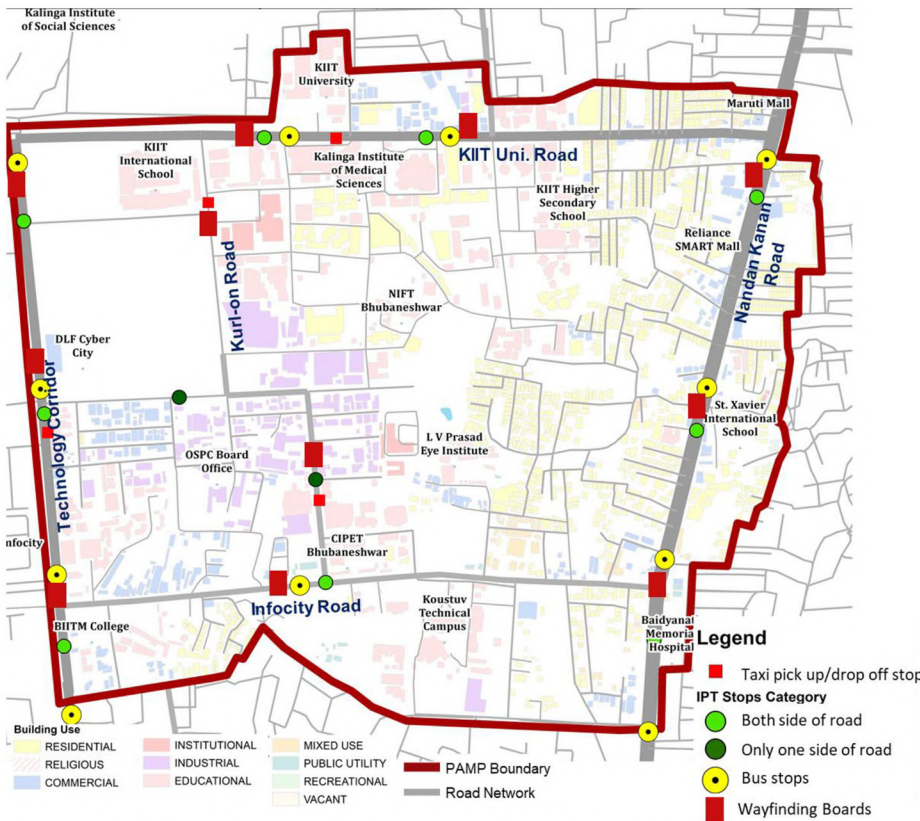 Kalinga Institute
of Social Sciences
KIIT
University
Maruti Mall
KIIT Uni. Road
KIIT
International
School
Kalinga Institute
of Medical
Sciences
KIIT Higher
Secondary
School
Reliance
SMART Mall
Nandan Kanan
Road
Kurl-on Road
NIFT
Bhubaneshwar
DLF Cyber
City
Technology Corridor
St. Xavier
International
School
L V Prasad
Eye Institute
OSPC Board
Office
CIPET
Bhubaneshwar
nfocity
Infocity Road
Koustuv
Technical
Campus
BIITM College
Baidyanat
Memoria
Hospital
Legend
Taxi pick up/drop off stop
IPT Stops Category
Both side of road
Only one side of road
Bus stops
Wayfinding Boards
Building Use
RESIDENTIAL
RELIGIOUS
COMMERCIAL
INSTITUTIONAL
INDUSTRIAL
EDUCATIONAL
MIXED USE
PUBLIC UTILITY
RECREATIONAL
VACANT
PAMP Boundary
Road Network